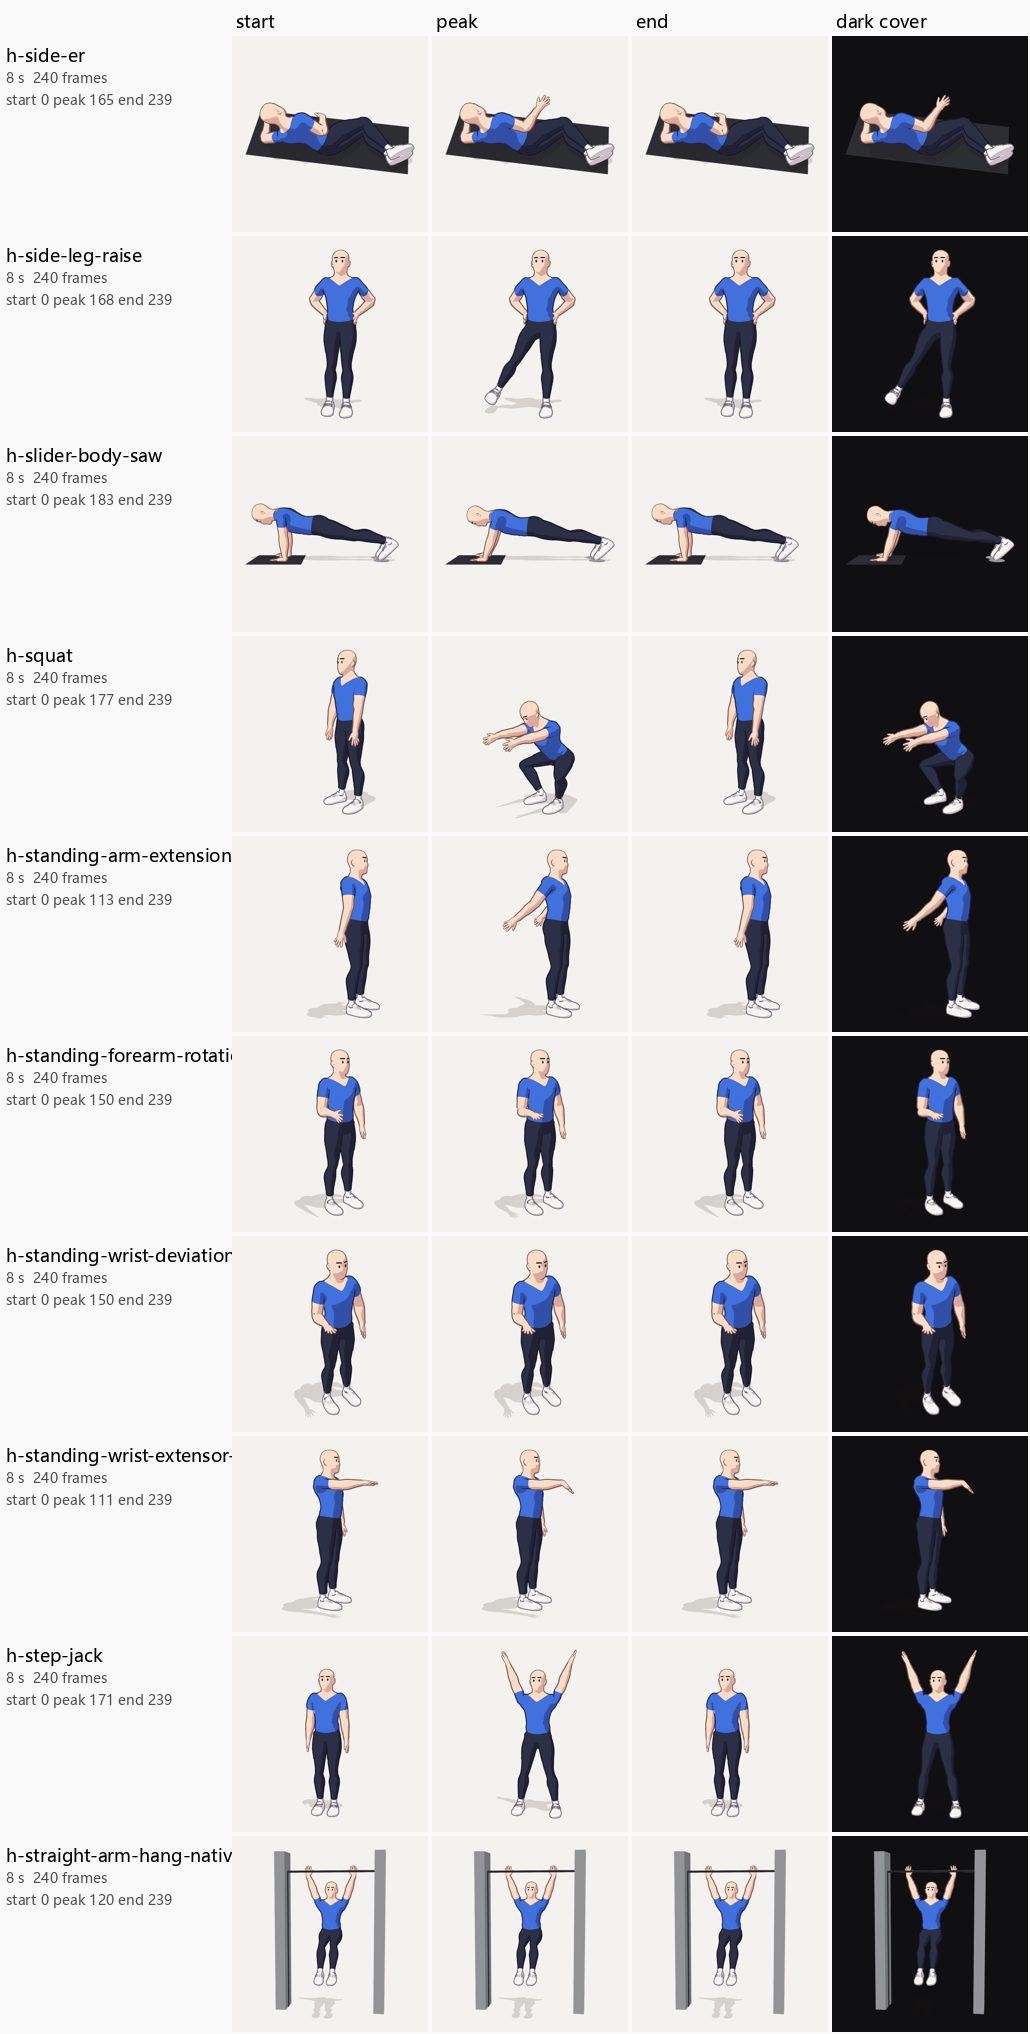 start peak end dark cover
h-side-er
8 s 240 frames
start 0 peak 165 end 239
h-side-leg-raise
8 s 240 frames
start 0 peak 168 end 239
h-slider-body-saw
8 s 240 frames
start 0 peak 183 end 239
h-squat
8 s 240 frames
start 0 peak 177 end 239
h-standing-arm-extension
8 s 240 frames
start 0 peak 113 end 239
h-standing-forearm-rotati
8 s 240 frames
start 0 peak 150 end 239
h-standing-wrist-deviation
8 s 240 frames
start 0 peak 150 end 239
h-standing-wrist-extensor-
8 s 240 frames
start 0 peak 111 end 239
h-step-jack
8 s 240 frames
start 0 peak 171 end 239
h-straight-arm-hang-nativ
8 s 240 frames
start 0 peak 120 end 239